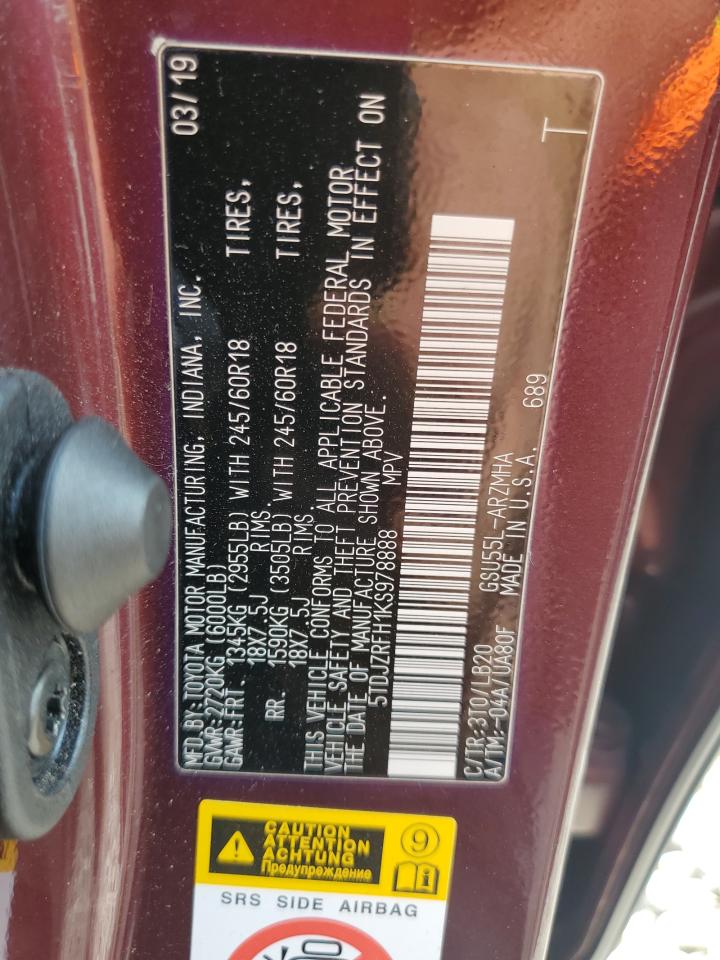 MFD.BY:TOYOTA MOTOR MANUFACTURING, INDIANA, INC. 03/19
GVWR:2720KG (6000LB)
GAWR:FRT. 1345KG (2955LB) WITH 245/60R18 TIRES,
18X7.5J RIMS.
RR. 1590KG (3505LB) WITH 245/60R18 TIRES,
18X7.5J RIMS
THIS VEHICLE CONFORMS TO ALL APPLICABLE FEDERAL MOTOR
VEHICLE SAFETY AND THEFT PREVENTION STANDARDS IN EFFECT ON
THE DATE OF MANUFACTURE SHOWN ABOVE.
5TDJZRFH1KS978888 MPV
C/TR:3T0/LB20 GSU55L-ARZMHA
A/TM:-04A/UA80F MADE IN U.S.A. 689
T
CAUTION
ATTENTION
ACHTUNG
Предупреждение
9
SRS SIDE AIRBAG